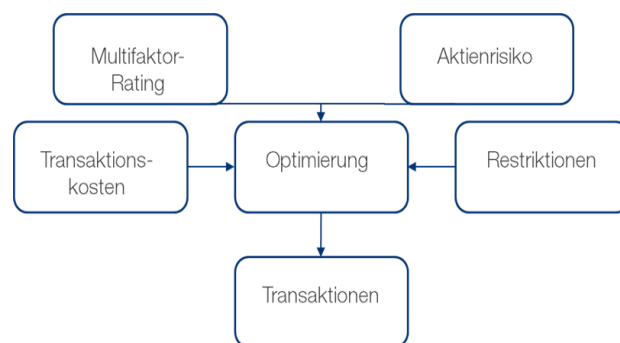 Multifaktor-
Rating
Aktienrisiko
Transaktions-
kosten
Optimierung
Restriktionen
Transaktionen